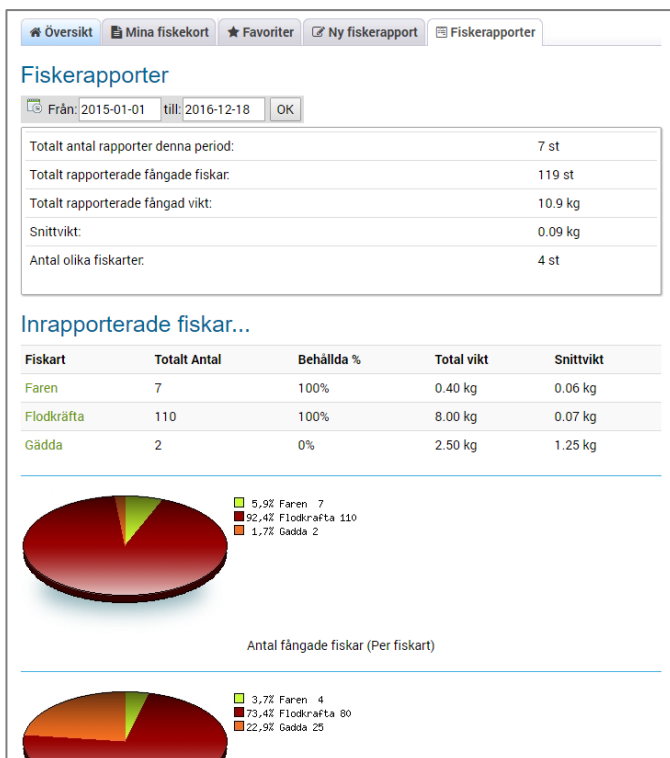 Översikt Mina fiskekort Favoriter Ny fiskerapport Fiskerapporter
Fiskerapporter
Från: 2015-01-01 till: 2016-12-18 OK
Totalt antal rapporter denna period: 7 st
Totalt rapporterade fångade fiskar: 119 st
Totalt rapporterade fångad vikt: 10.9 kg
Snittvikt: 0.09 kg
Antal olika fiskarter: 4 st
Inrapporterade fiskar...
Fiskart Totalt Antal Behållda % Total vikt Snittvikt
Faren 7 100% 0.40 kg 0.06 kg
Flodkräfta 110 100% 8.00 kg 0.07 kg
Gädda 2 0% 2.50 kg 1.25 kg
5,9% Faren 7
92,4% Flodkrafta 110
1,7% Gadda 2
Antal fångade fiskar (Per fiskart)
3,7% Faren 4
73,4% Flodkrafta 80
22,9% Gadda 25